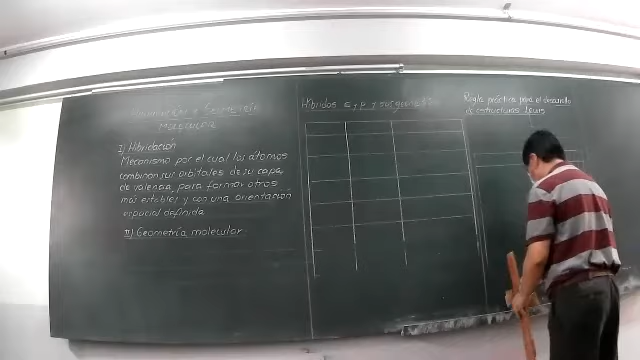 Hibridación y Geometría
molecular
I) Hibridación
Mecanismo por el cual los átomos
combinan sus orbitales de su capa
de valencia para formar otros
más estables y con una orientación
espacial definida
II) Geometría molecular
Híbridos
Regla práctica para el desarrollo
de estructuras Lewis